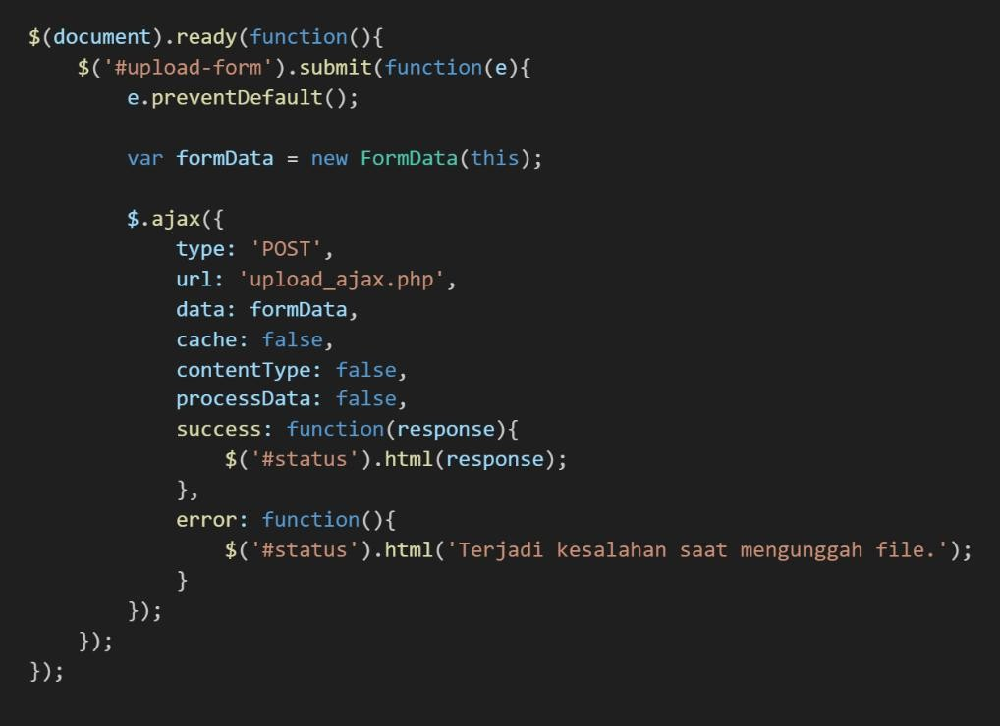 $(document).ready(function(){
    $('#upload-form').submit(function(e){
        e.preventDefault();

        var formData = new FormData(this);

        $.ajax({
            type: 'POST',
            url: 'upload_ajax.php',
            data: formData,
            cache: false,
            contentType: false,
            processData: false,
            success: function(response){
                $('#status').html(response);
            },
            error: function(){
                $('#status').html('Terjadi kesalahan saat mengunggah file.');
            }
        });
    });
});